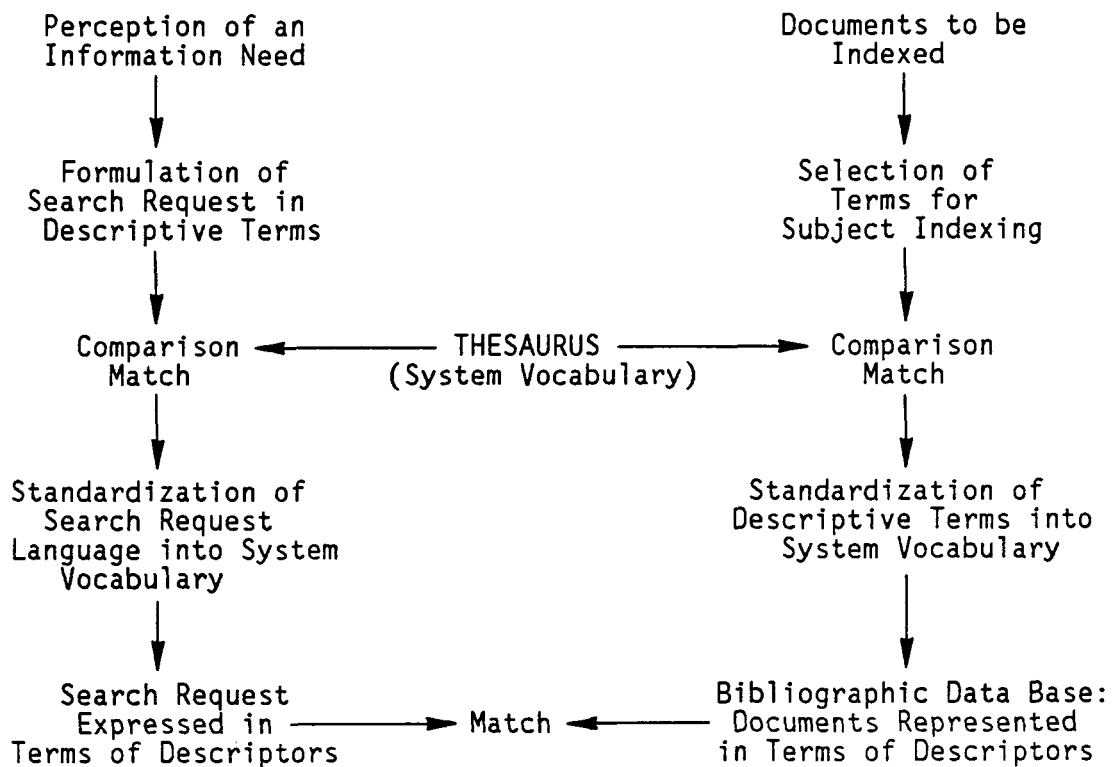 Perception of an
Information Need
Documents to be
Indexed
Formulation of
Search Request in
Descriptive Terms
Selection of
Terms for
Subject Indexing
Comparison
Match
THESAURUS
(System Vocabulary)
Comparison
Match
Standardization of
Search Request
Language into System
Vocabulary
Standardization of
Descriptive Terms into
System Vocabulary
Search Request
Expressed in
Terms of Descriptors
Match
Bibliographic Data Base:
Documents Represented
in Terms of Descriptors